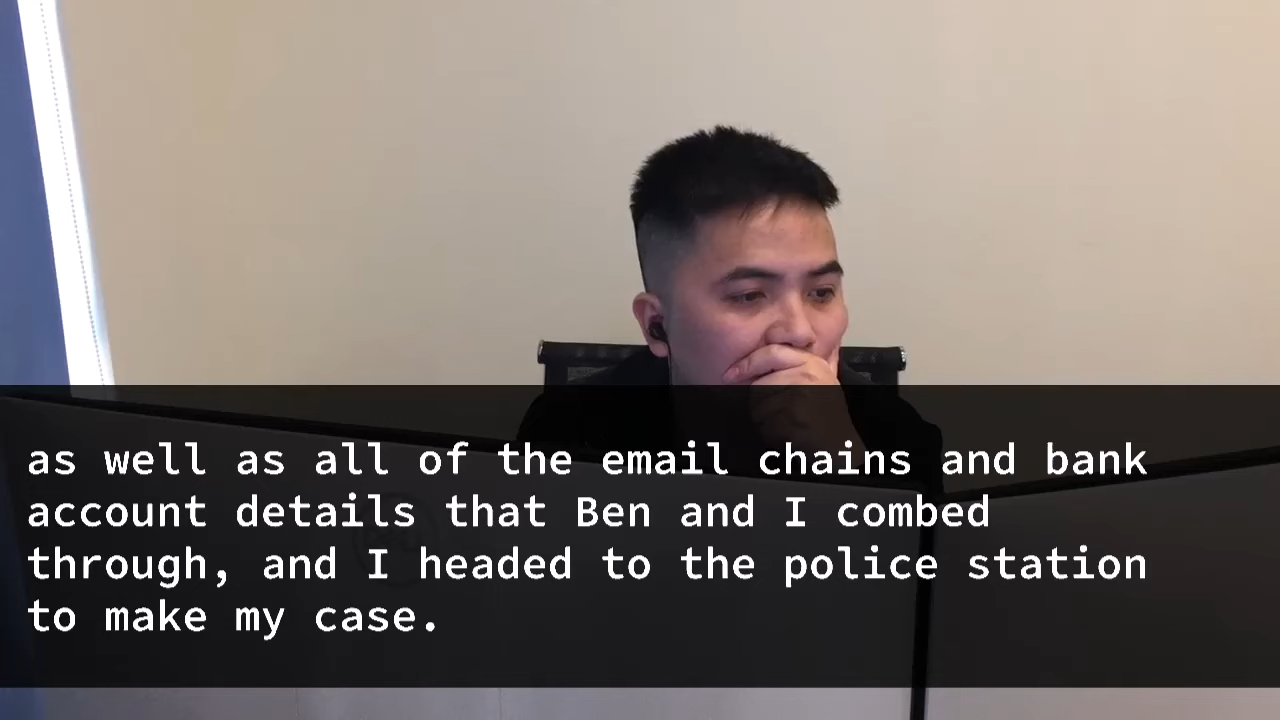 as well as all of the email chains and bank
account details that Ben and I combed
through, and I headed to the police station
to make my case.